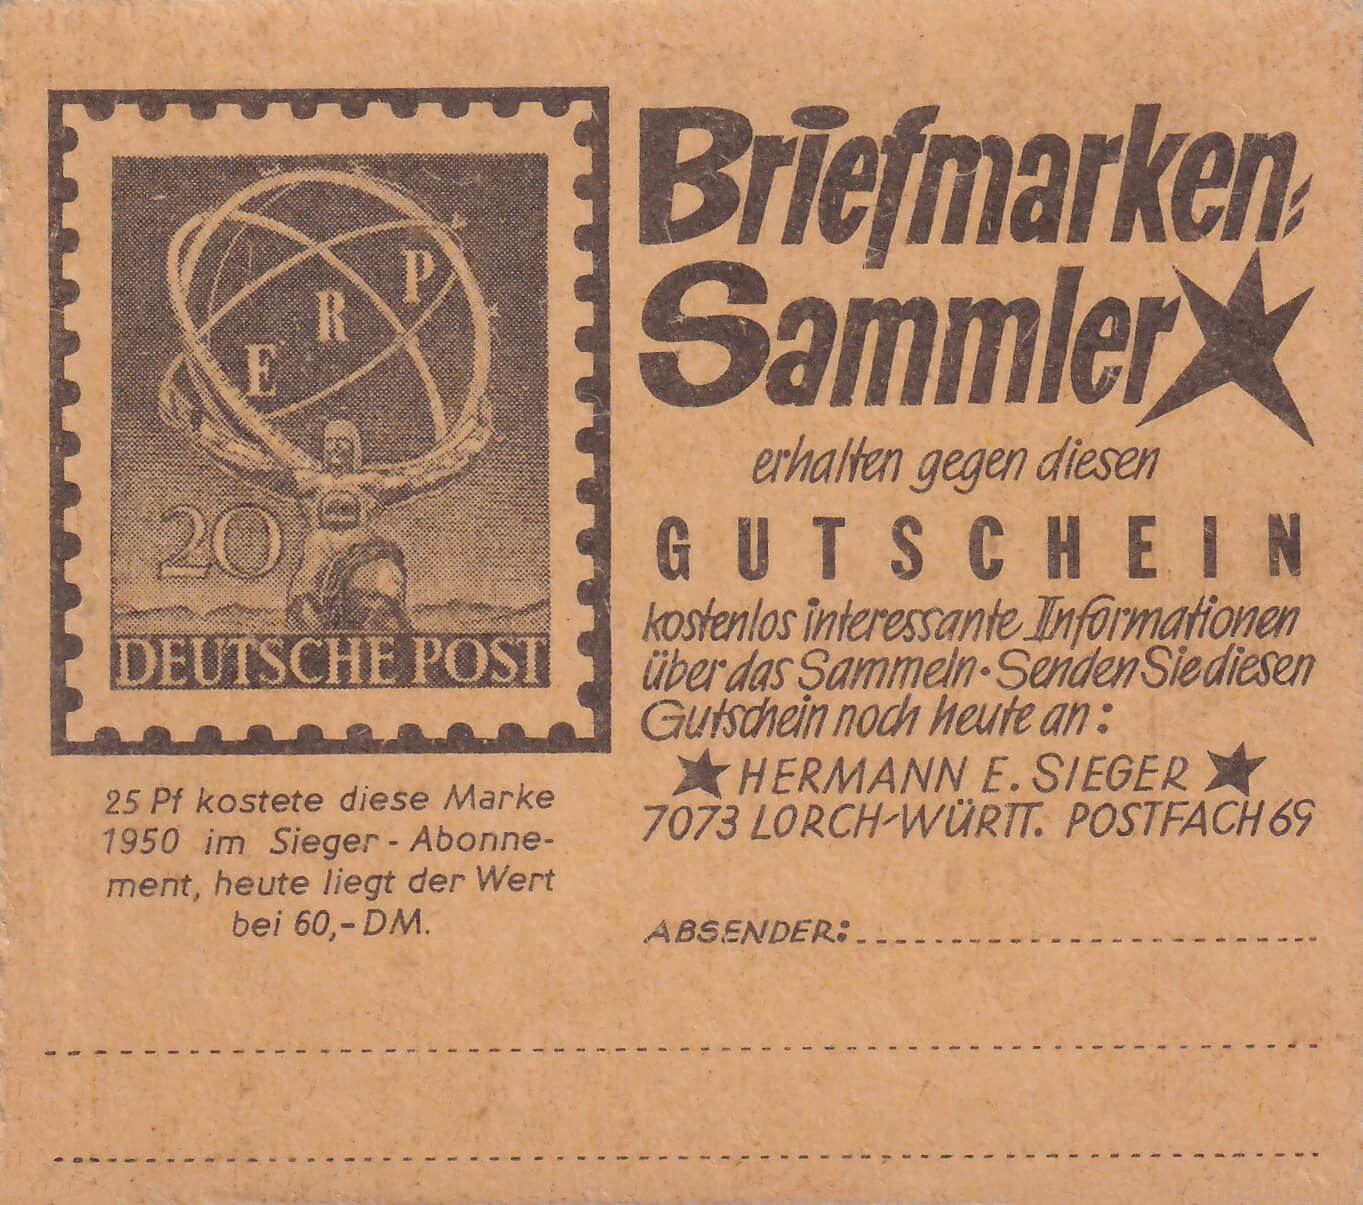 E R P
20
DEUTSCHE POST
25 Pf kostete diese Marke
1950 im Sieger-Abonne-
ment, heute liegt der Wert
bei 60,- DM.
Briefmarken-
Sammler
erhalten gegen diesen
GUTSCHEIN
kostenlos interessante Informationen
über das Sammeln · Senden Sie diesen
Gutschein noch heute an:
★ HERMANN E. SIEGER ★
7073 LORCH-WÜRTT. POSTFACH 69
ABSENDER: